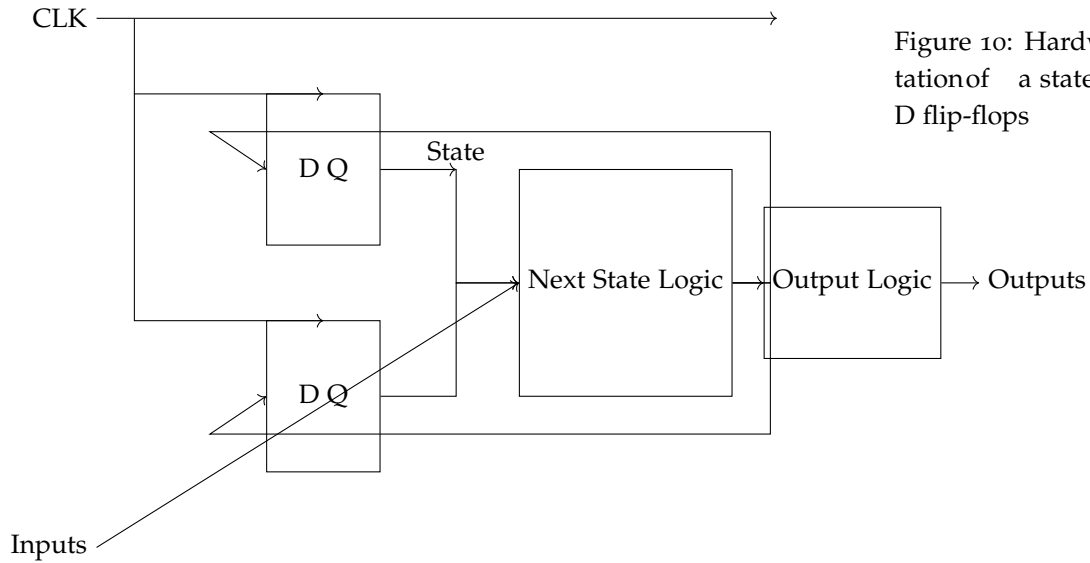 CLK
Figure 10: Hardw
tationof a state
D flip-flops
State
D Q
Next State Logic
Output Logic
Outputs
D Q
Inputs